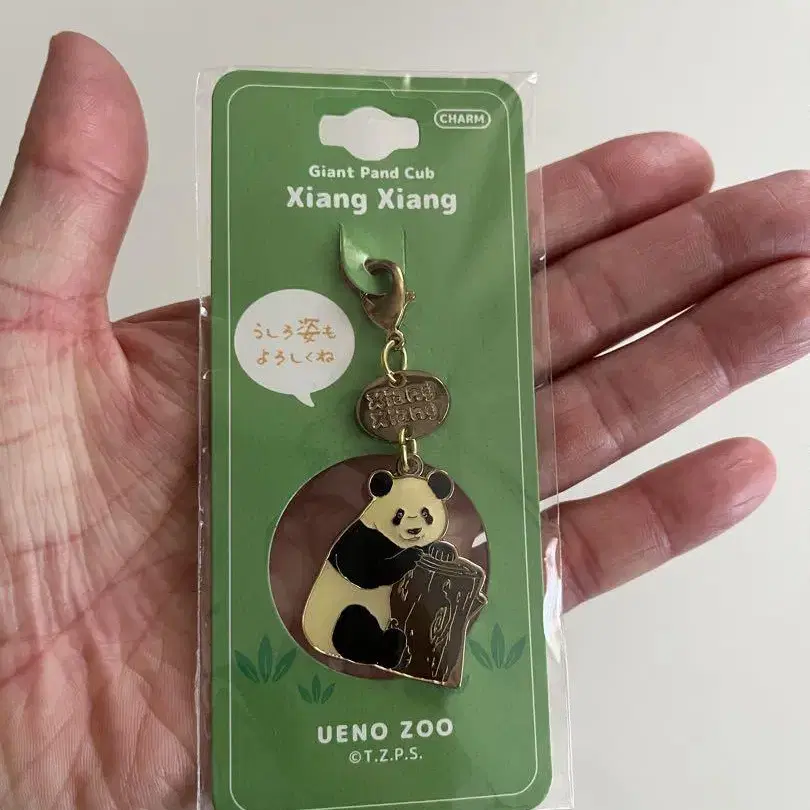 CHARM
Giant Pand Cub
Xiang Xiang
うしろ姿も
よろしくね
Xiang
Xiang
UENO ZOO
©T.Z.P.S.